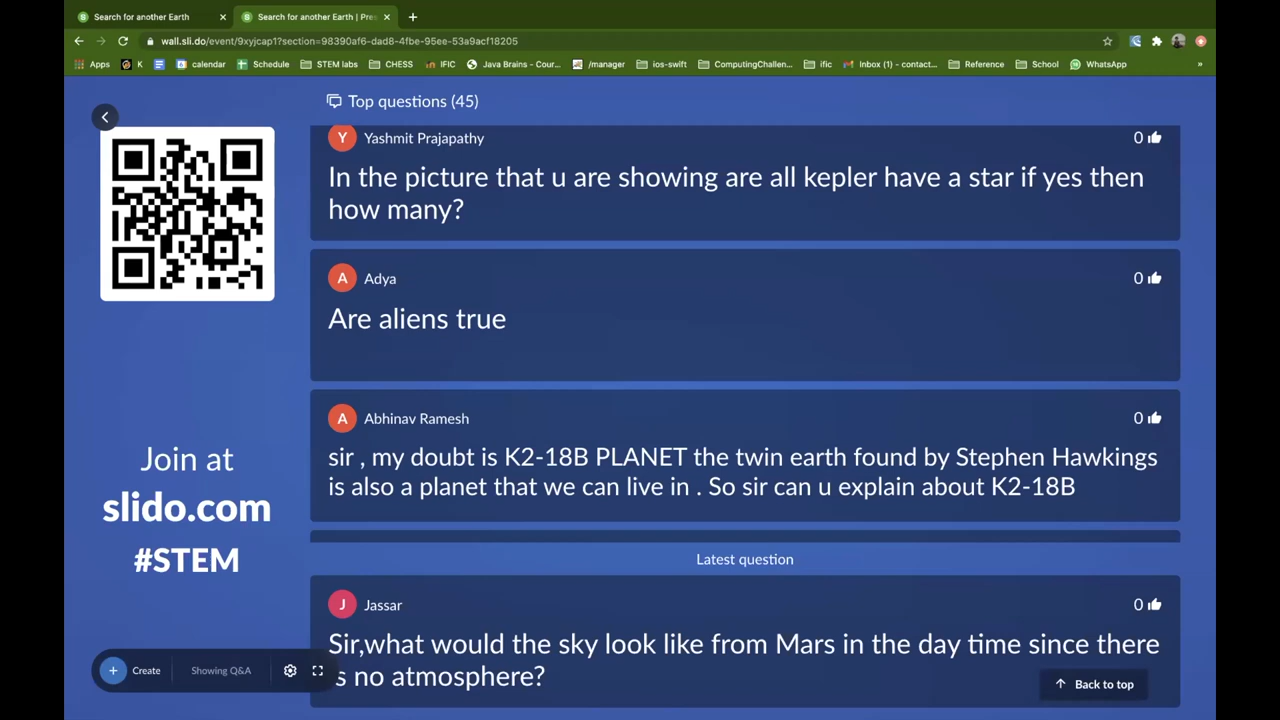 Search for another Earth
Search for another Earth | Pres
wall.sli.do/event/9xyjcap1?section=98390af6-dad8-4fbe-95ee-53a9acf18205
Apps K calendar Schedule STEM labs CHESS IFIC Java Brains - Cour... /manager ios-swift ComputingChallen... ific Inbox (1) - contact... Reference School WhatsApp »
Top questions (45)
Y Yashmit Prajapathy 0
In the picture that u are showing are all kepler have a star if yes then
how many?
A Adya 0
Are aliens true
A Abhinav Ramesh 0
sir , my doubt is K2-18B PLANET the twin earth found by Stephen Hawkings
is also a planet that we can live in . So sir can u explain about K2-18B
Join at
slido.com
#STEM
Latest question
J Jassar 0
Sir,what would the sky look like from Mars in the day time since there
is no atmosphere?
Create Showing Q&A
Back to top